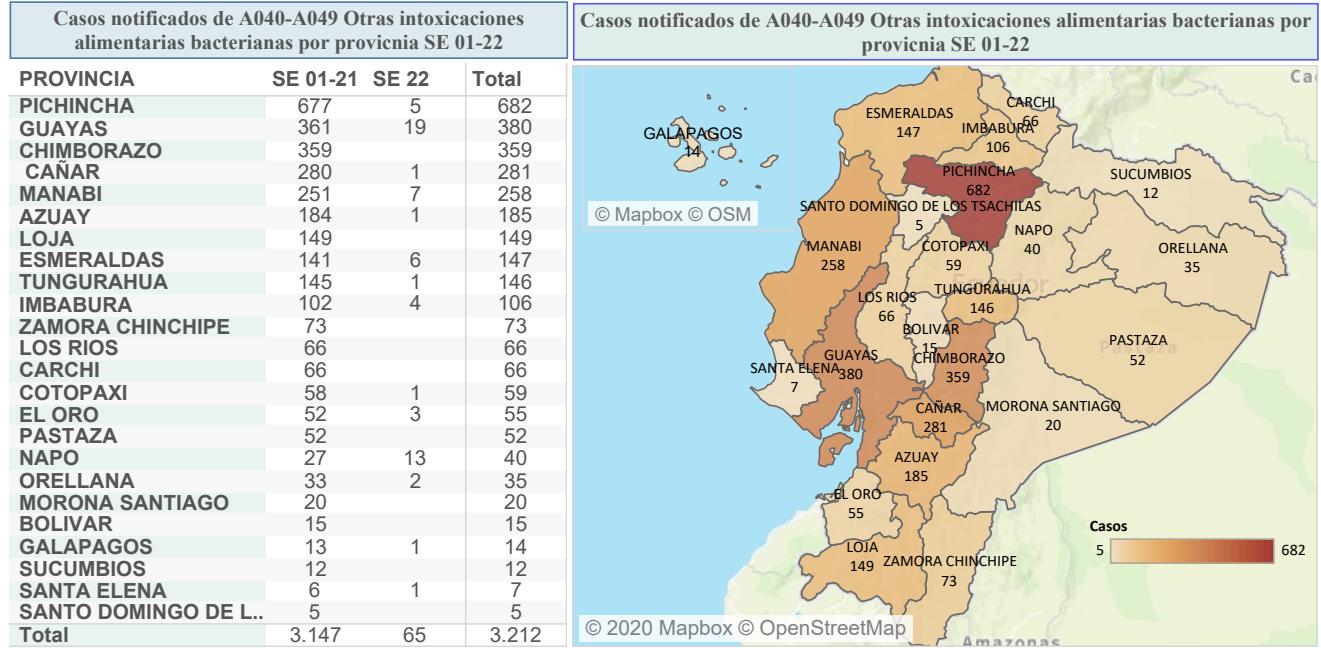 Casos notificados de A040-A049 Otras intoxicaciones
alimentarias bacterianas por provicnia SE 01-22
PROVINCIA SE 01-21 SE 22 Total
PICHINCHA 677 5 682
GUAYAS 361 19 380
CHIMBORAZO 359 359
CAÑAR 280 1 281
MANABI 251 7 258
AZUAY 184 1 185
LOJA 149 149
ESMERALDAS 141 6 147
TUNGURAHUA 145 1 146
IMBABURA 102 4 106
ZAMORA CHINCHIPE 73 73
LOS RIOS 66 66
CARCHI 66 66
COTOPAXI 58 1 59
EL ORO 52 3 55
PASTAZA 52 52
NAPO 27 13 40
ORELLANA 33 2 35
MORONA SANTIAGO 20 20
BOLIVAR 15 15
GALAPAGOS 13 1 14
SUCUMBIOS 12 12
SANTA ELENA 6 1 7
SANTO DOMINGO DE L.. 5 5
Total 3.147 65 3.212
Casos notificados de A040-A049 Otras intoxicaciones alimentarias bacterianas por
provicnia SE 01-22
Ca
CARCHI
66
ESMERALDAS
147
IMBABURA
106
GALAPAGOS
14
PICHINCHA
682
SUCUMBIOS
12
© Mapbox © OSM
SANTO DOMINGO DE LOS TSACHILAS
5
NAPO
40
MANABI
258
COTOPAXI
59
ORELLANA
35
Ecuador
TUNGURAHUA
146
LOS RIOS
66
BOLIVAR
15
PASTAZA
52
Pastaza
GUAYAS
380
CHIMBORAZO
359
SANTA ELENA
7
CAÑAR
281
MORONA SANTIAGO
20
AZUAY
185
EL ORO
55
Casos
5 682
LOJA
149
ZAMORA CHINCHIPE
73
© 2020 Mapbox © OpenStreetMap
Amazonas